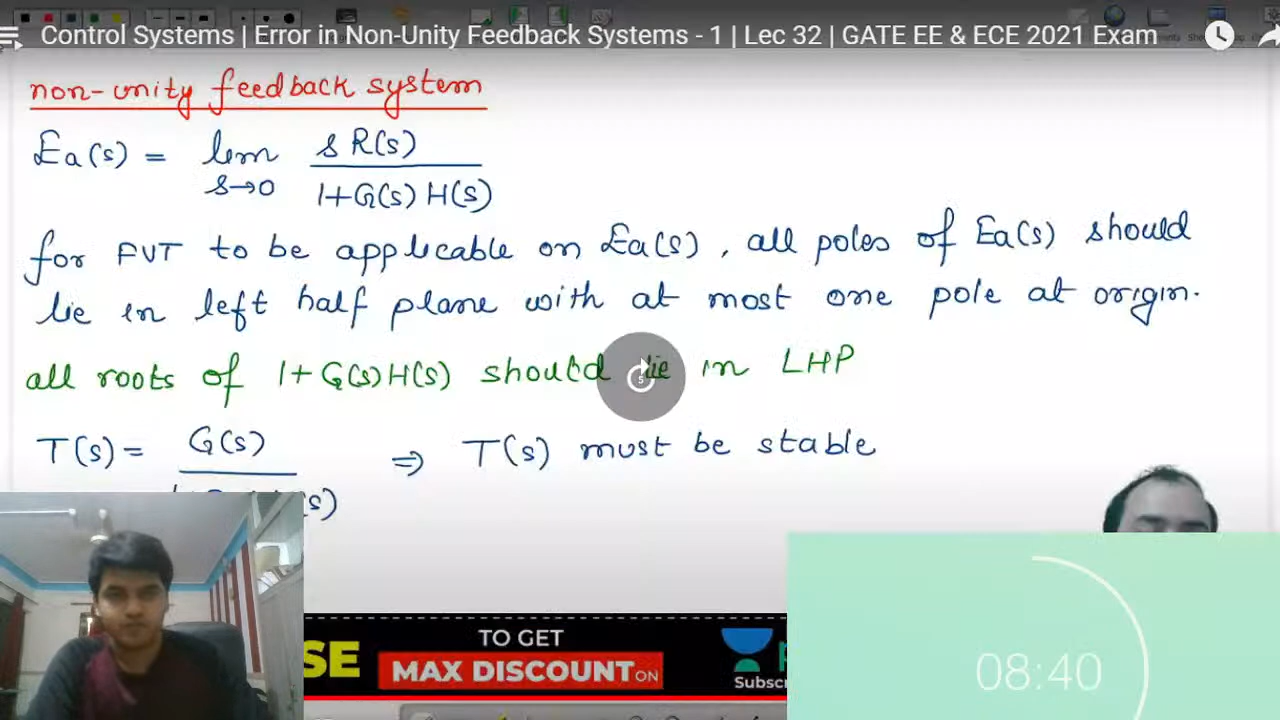 Control Systems | Error in Non-Unity Feedback Systems - 1 | Lec 32 | GATE EE & ECE 2021 Exam
non-unity feedback system
Ea(s) = lim s→0 s R(s) / 1+G(s) H(s)
for FVT to be applicable on Ea(s), all poles of Ea(s) should
lie in left half plane with at most one pole at origin.
all roots of 1+G(s)H(s) should lie in LHP
T(s) = G(s) / (s) ⇒ T(s) must be stable
5
SE
TO GET
MAX DISCOUNT ON
Subsc
08:40